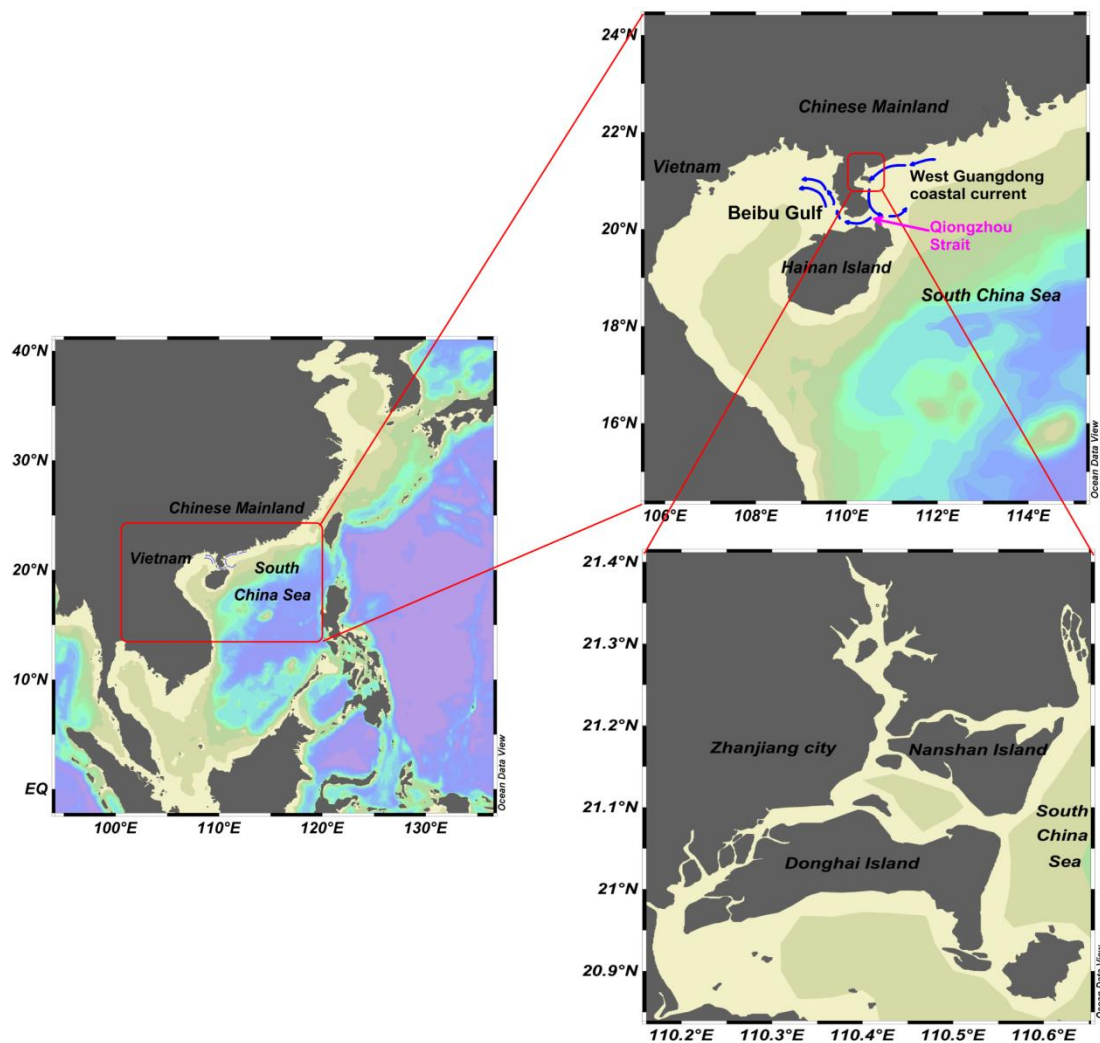 40°N
30°N
20°N
10°N
EQ
100°E
110°E
120°E
130°E
Chinese Mainland
Vietnam
South
China Sea
Ocean Data View
24°N
22°N
20°N
18°N
16°N
106°E
108°E
110°E
112°E
114°E
Chinese Mainland
Vietnam
West Guangdong
coastal current
Beibu Gulf
Qiongzhou
Strait
Hainan Island
South China Sea
Ocean Data View
21.4°N
21.3°N
21.2°N
21.1°N
21°N
20.9°N
110.2°E
110.3°E
110.4°E
110.5°E
110.6°E
Zhanjiang city
Nanshan Island
South
China
Sea
Donghai Island
Ocean Data View